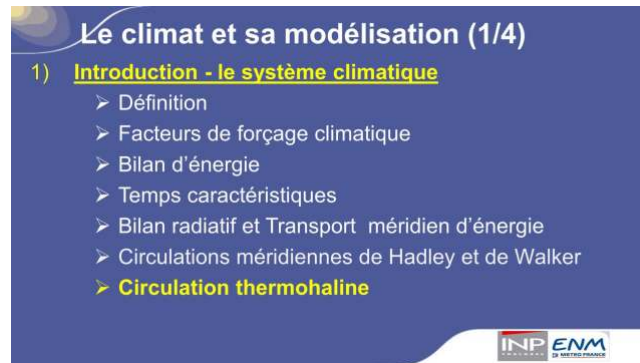 Le climat et sa modélisation (1/4)
1) Introduction - le système climatique
➢ Définition
➢ Facteurs de forçage climatique
➢ Bilan d'énergie
➢ Temps caractéristiques
➢ Bilan radiatif et Transport méridien d'énergie
➢ Circulations méridiennes de Hadley et de Walker
➢ Circulation thermohaline
INP ENM
METEO FRANCE